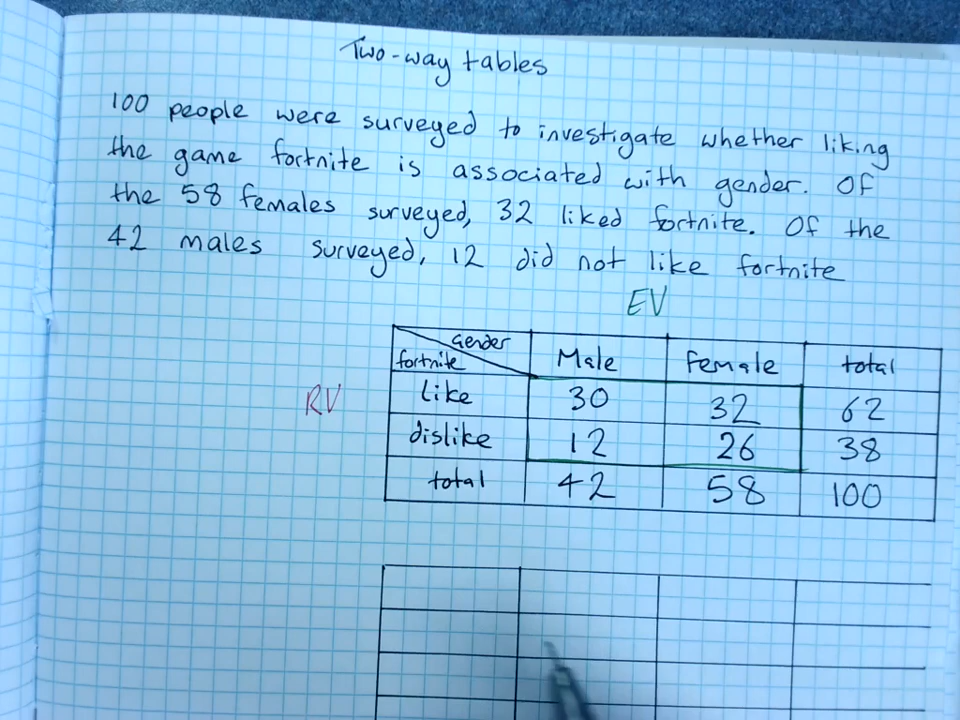 Two-way tables
100 people were surveyed to investigate whether liking
the game fortnite is associated with gender. Of
the 58 females surveyed, 32 liked fortnite. Of the
42 males surveyed, 12 did not like fortnite
EV
Gender
fortnite Male Female total
RV like 30 32 62
dislike 12 26 38
total 42 58 100